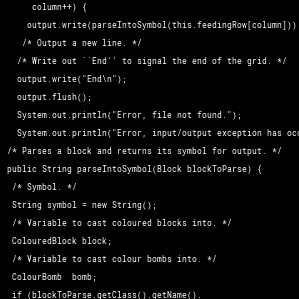 column++) {
output.write(parseIntoSymbol(this.feedingRow[column]))
/* Output a new line. */
/* Write out ``End'' to signal the end of the grid. */
output.write("End\n");
output.flush();
System.out.println("Error, file not found.");
System.out.println("Error, input/output exception has occ
/* Parses a block and returns its symbol for output. */
public String parseIntoSymbol(Block blockToParse) {
/* Symbol. */
String symbol = new String();
/* Variable to cast coloured blocks into. */
ColouredBlock block;
/* Variable to cast colour bombs into. */
ColourBomb bomb;
if (blockToParse.getClass().getName().